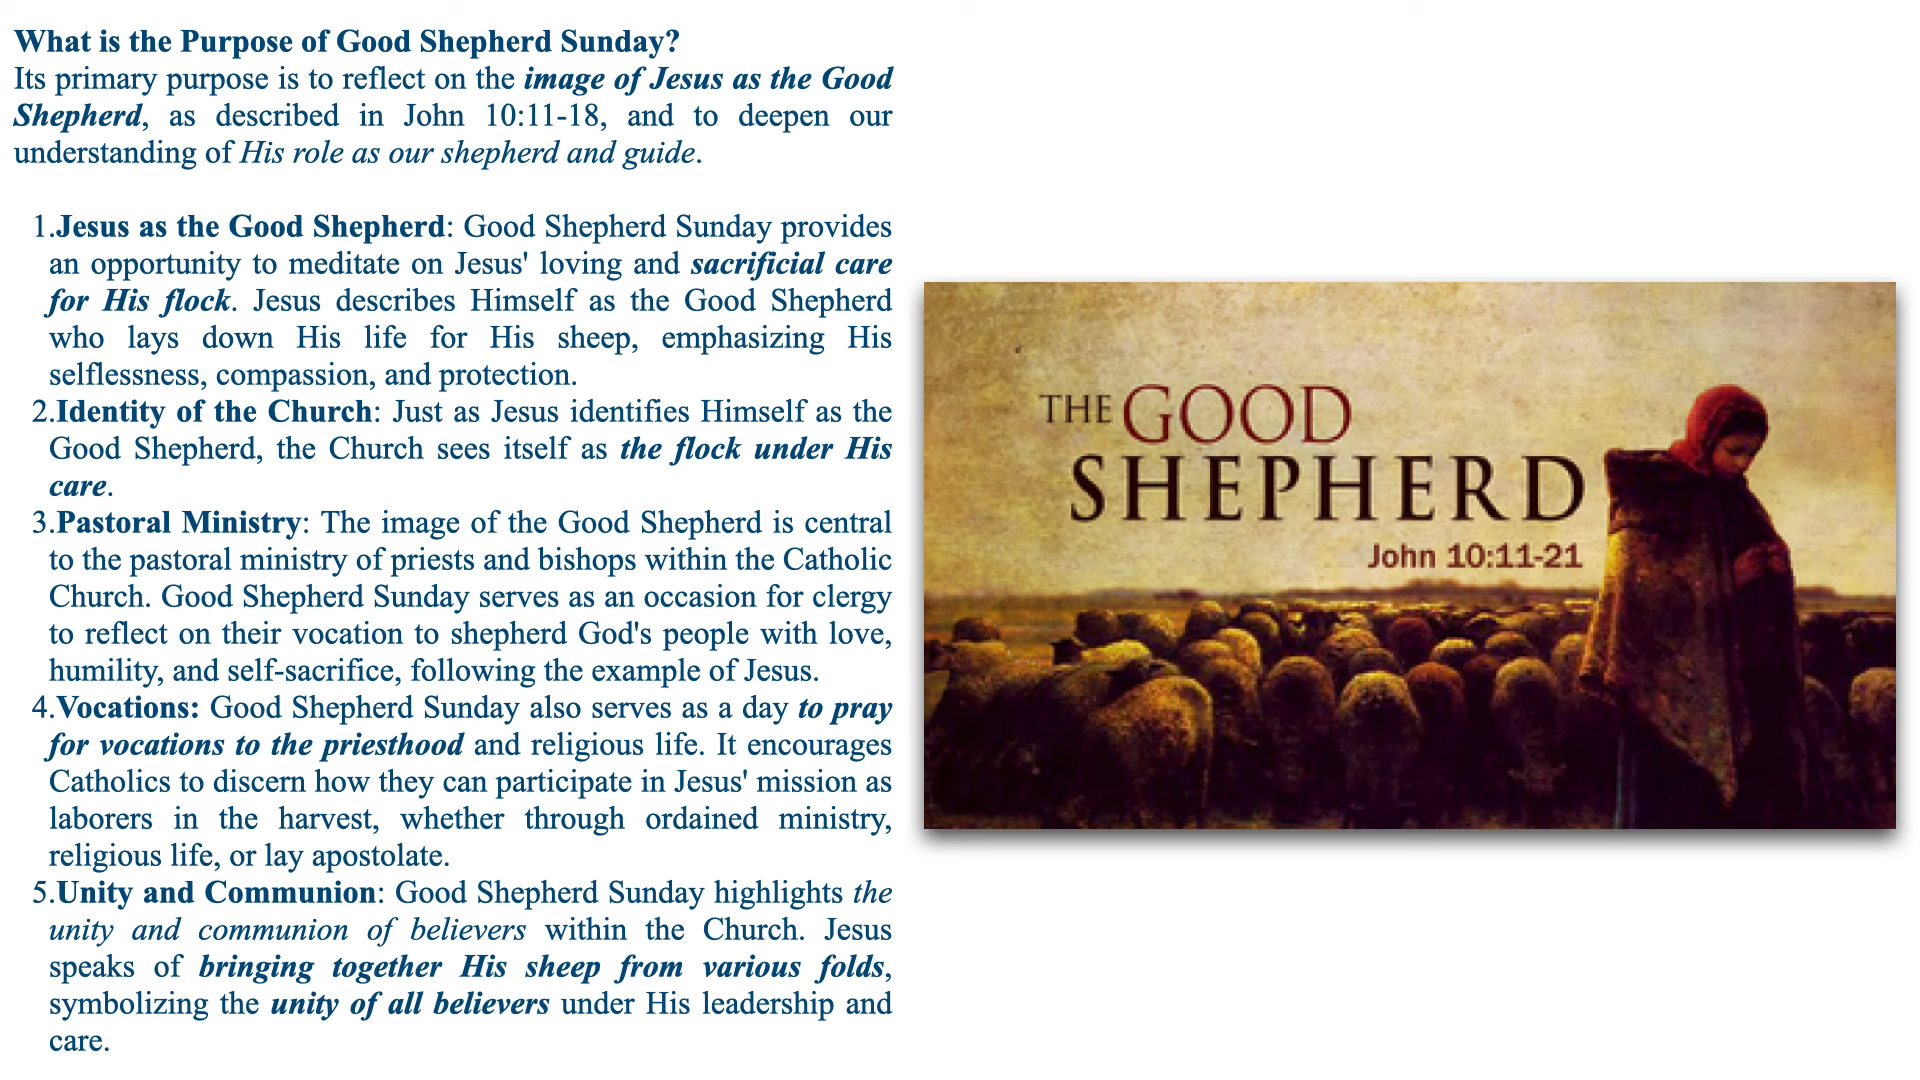 What is the Purpose of Good Shepherd Sunday?
Its primary purpose is to reflect on the image of Jesus as the Good
Shepherd, as described in John 10:11-18, and to deepen our
understanding of His role as our shepherd and guide.
1.Jesus as the Good Shepherd: Good Shepherd Sunday provides
an opportunity to meditate on Jesus' loving and sacrificial care
for His flock. Jesus describes Himself as the Good Shepherd
who lays down His life for His sheep, emphasizing His
selflessness, compassion, and protection.
2.Identity of the Church: Just as Jesus identifies Himself as the
Good Shepherd, the Church sees itself as the flock under His
care.
3.Pastoral Ministry: The image of the Good Shepherd is central
to the pastoral ministry of priests and bishops within the Catholic
Church. Good Shepherd Sunday serves as an occasion for clergy
to reflect on their vocation to shepherd God's people with love,
humility, and self-sacrifice, following the example of Jesus.
4.Vocations: Good Shepherd Sunday also serves as a day to pray
for vocations to the priesthood and religious life. It encourages
Catholics to discern how they can participate in Jesus' mission as
laborers in the harvest, whether through ordained ministry,
religious life, or lay apostolate.
5.Unity and Communion: Good Shepherd Sunday highlights the
unity and communion of believers within the Church. Jesus
speaks of bringing together His sheep from various folds,
symbolizing the unity of all believers under His leadership and
care.
THE GOOD
SHEPHERD
John 10:11-21